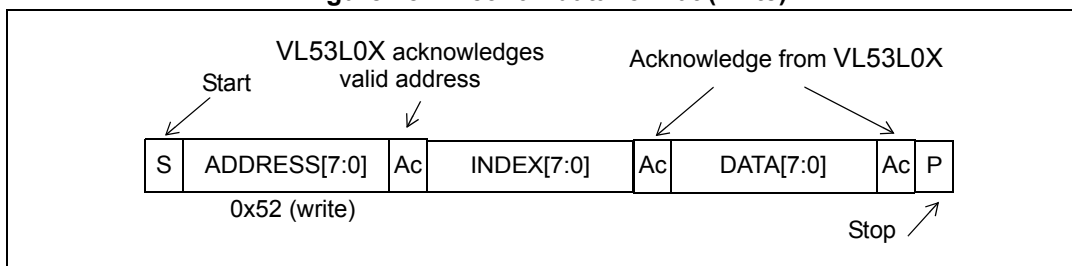 VL53L0X acknowledges
valid address
Start
Acknowledge from VL53L0X
S ADDRESS[7:0] Ac INDEX[7:0] Ac DATA[7:0] Ac P
0x52 (write)
Stop